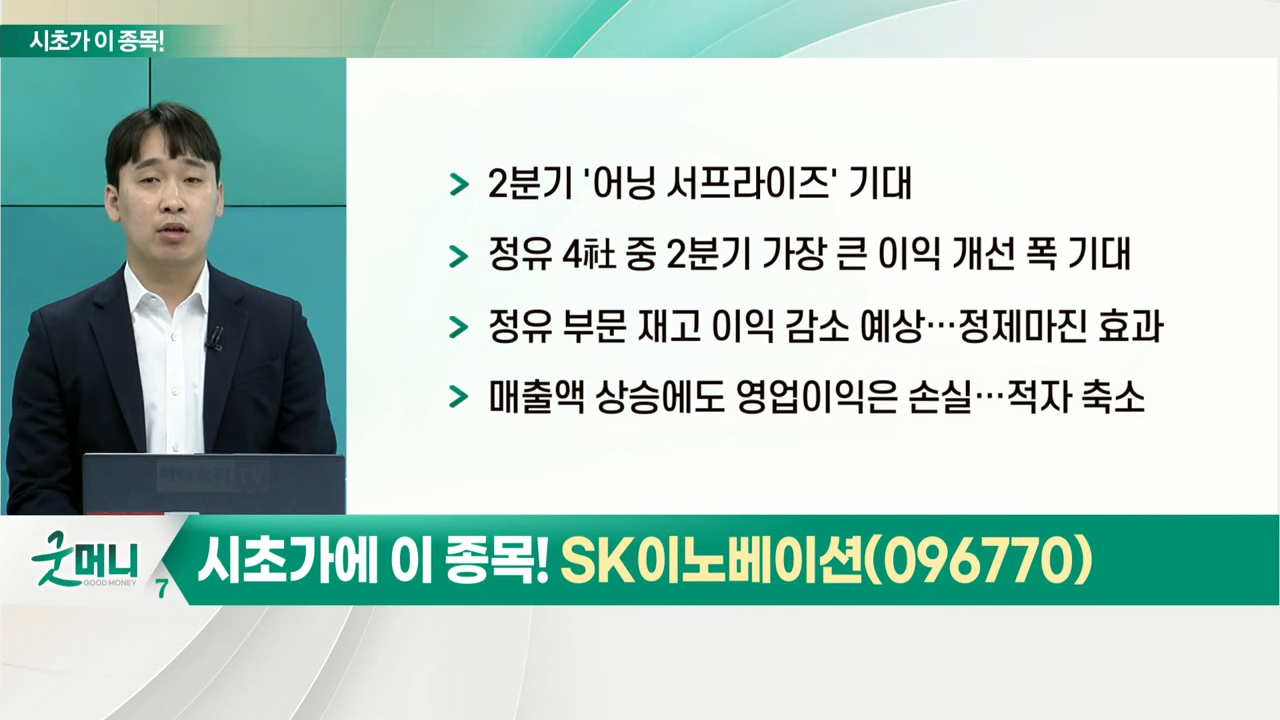 시초가 이 종목!
2분기 '어닝 서프라이즈' 기대
정유 4社 중 2분기 가장 큰 이익 개선 폭 기대
정유 부문 재고 이익 감소 예상…정제마진 효과
매출액 상승에도 영업이익은 손실…적자 축소
굿머니
GOOD MONEY
7
시초가에 이 종목! SK이노베이션(096770)